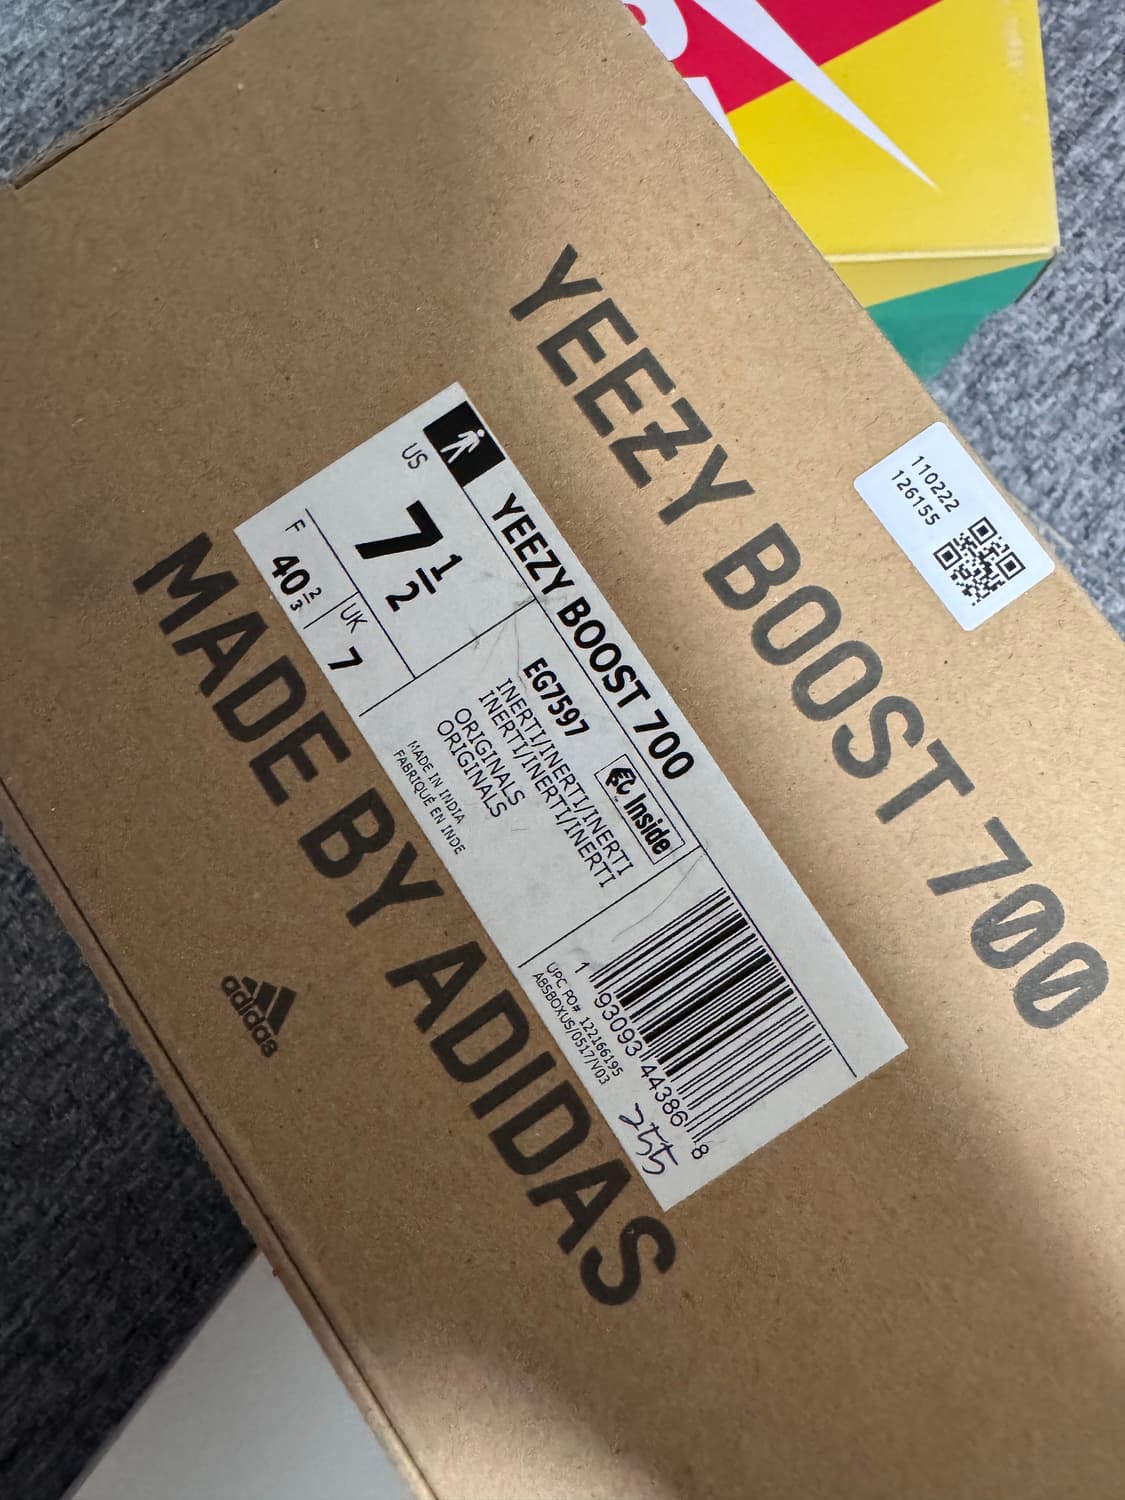 YEEZY BOOST 700
110222
126155
YEEZY BOOST 700
US
7 1/2
F
40 2/3
UK
7
EG7597
INERTI/INERTI/INERTI
INERTI/INERTI/INERTI
ORIGINALS
ORIGINALS
MADE IN INDIA
FABRIQUÉ EN INDE
Inside
1 93093 44386 8
UPC PO# 122166195
ABSBOXUS/0517/V03
255
MADE BY ADIDAS
adidas